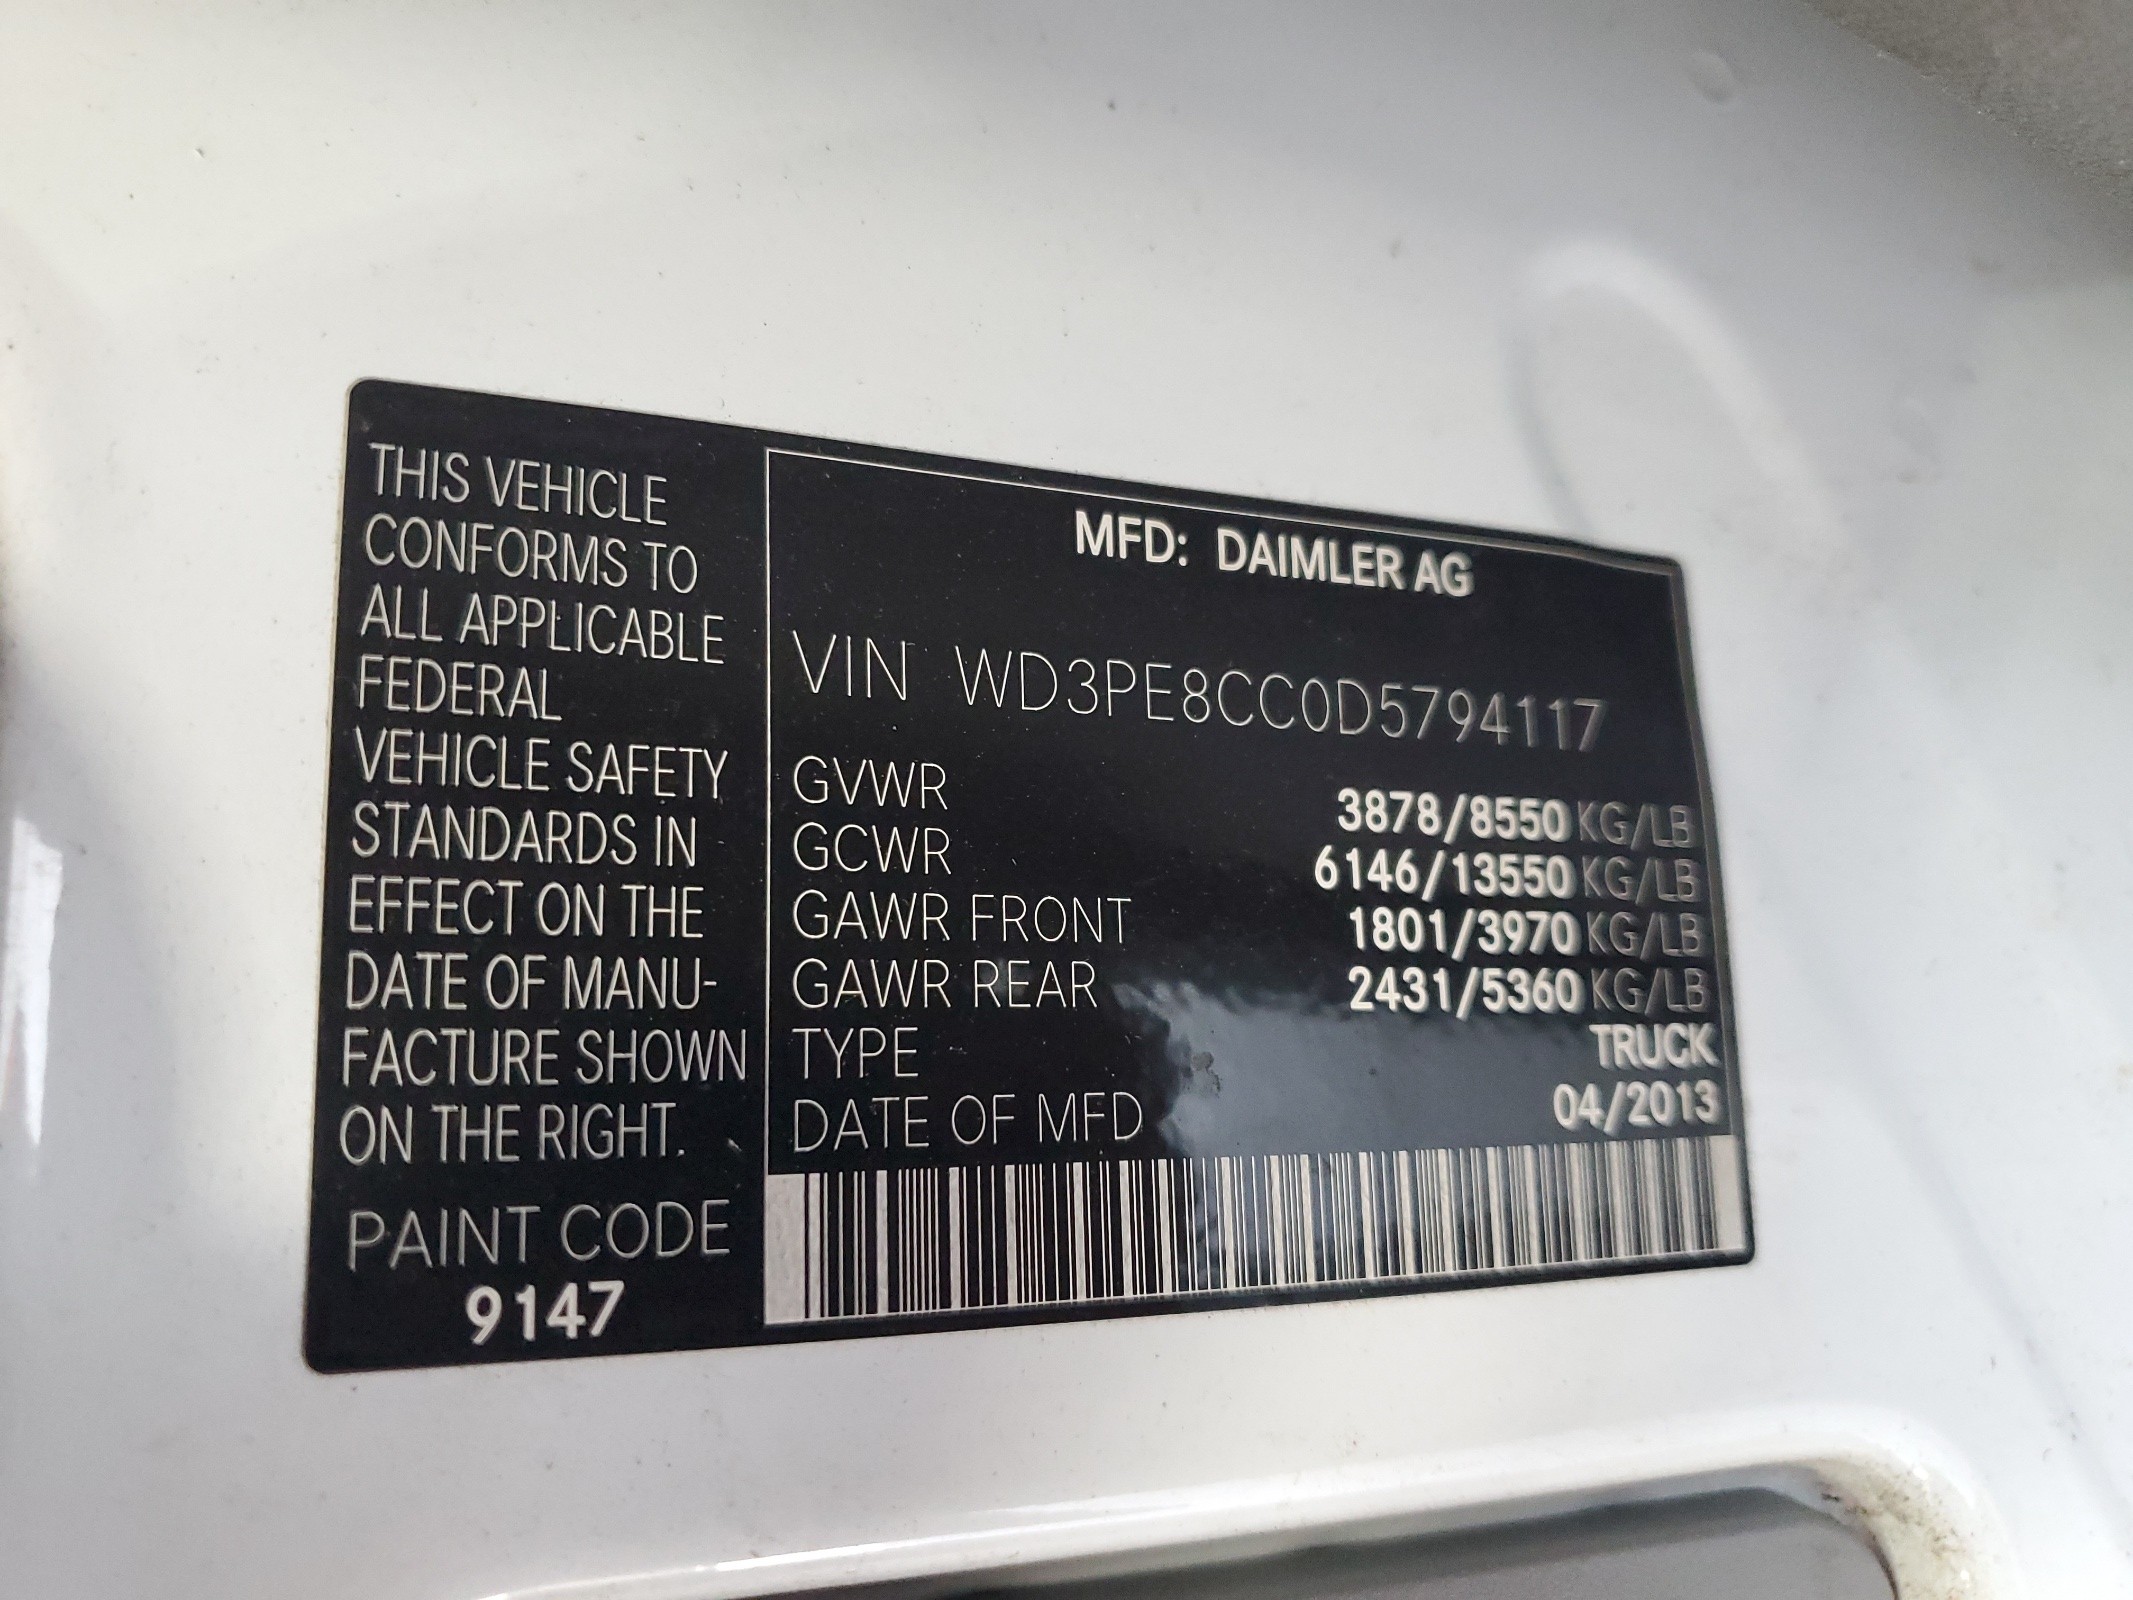 THIS VEHICLE
CONFORMS TO
ALL APPLICABLE
FEDERAL
VEHICLE SAFETY
STANDARDS IN
EFFECT ON THE
DATE OF MANU-
FACTURE SHOWN
ON THE RIGHT.
PAINT CODE
9147
MFD: DAIMLER AG
VIN WD3PE8CC0D5794117
GVWR 3878/8550 KG/LB
GCWR 6146/13550 KG/LB
GAWR FRONT 1801/3970 KG/LB
GAWR REAR 2431/5360 KG/LB
TYPE TRUCK
DATE OF MFD 04/2013